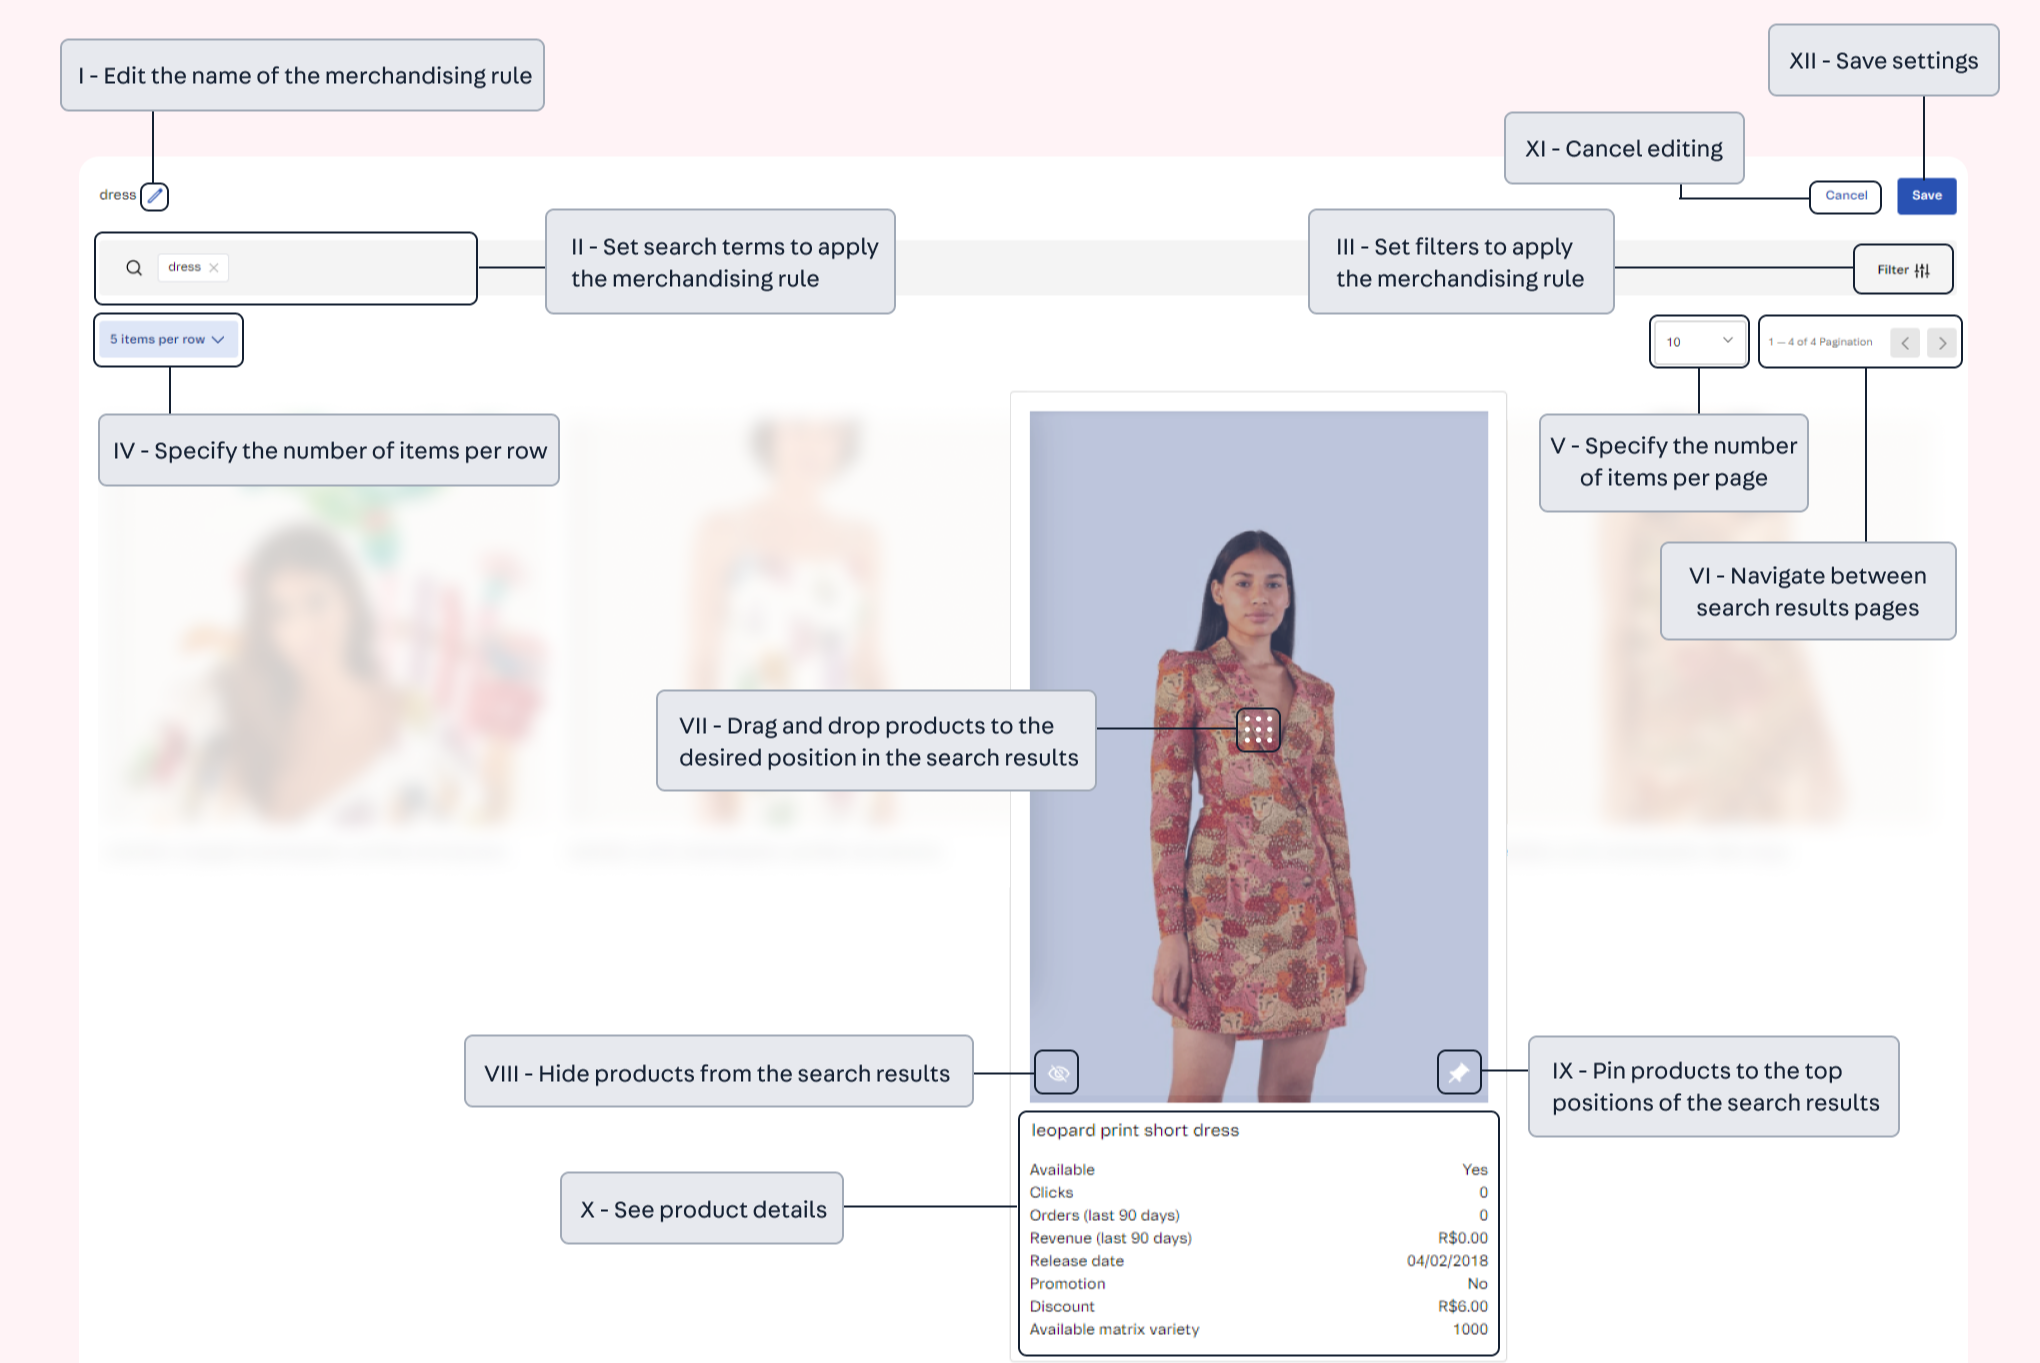 I - Edit the name of the merchandising rule
XII - Save settings
XI - Cancel editing
dress
Cancel
Save
dress
II - Set search terms to apply
the merchandising rule
III - Set filters to apply
the merchandising rule
Filter
5 items per row
10
1 – 4 of 4 Pagination
IV - Specify the number of items per row
V - Specify the number
of items per page
VI - Navigate between
search results pages
VII - Drag and drop products to the
desired position in the search results
VIII - Hide products from the search results
IX - Pin products to the top
positions of the search results
X - See product details
leopard print short dress
Available Yes
Clicks 0
Orders (last 90 days) 0
Revenue (last 90 days) R$0.00
Release date 04/02/2018
Promotion No
Discount R$6.00
Available matrix variety 1000